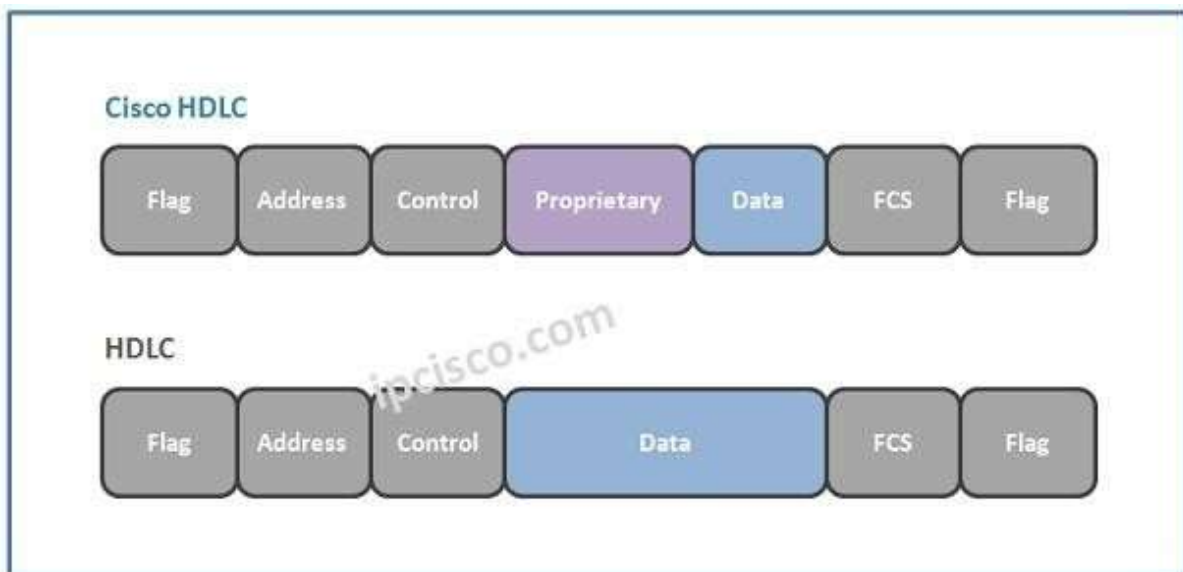 Cisco HDLC
Flag Address Control Proprietary Data FCS Flag
HDLC
ipcisco.com
Flag Address Control Data FCS Flag